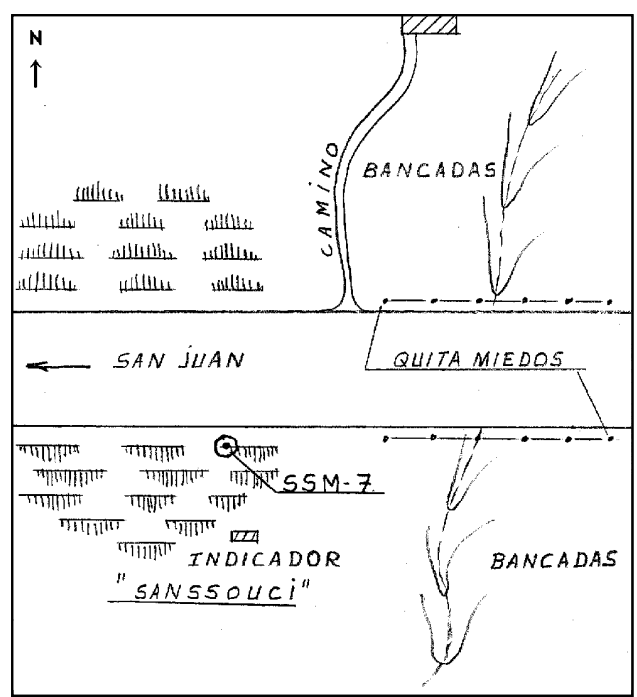 N
CAMINO
BANCADAS
SAN JUAN
QUITA MIEDOS
SSM-7
INDICADOR
"SANSSOUCI"
BANCADAS